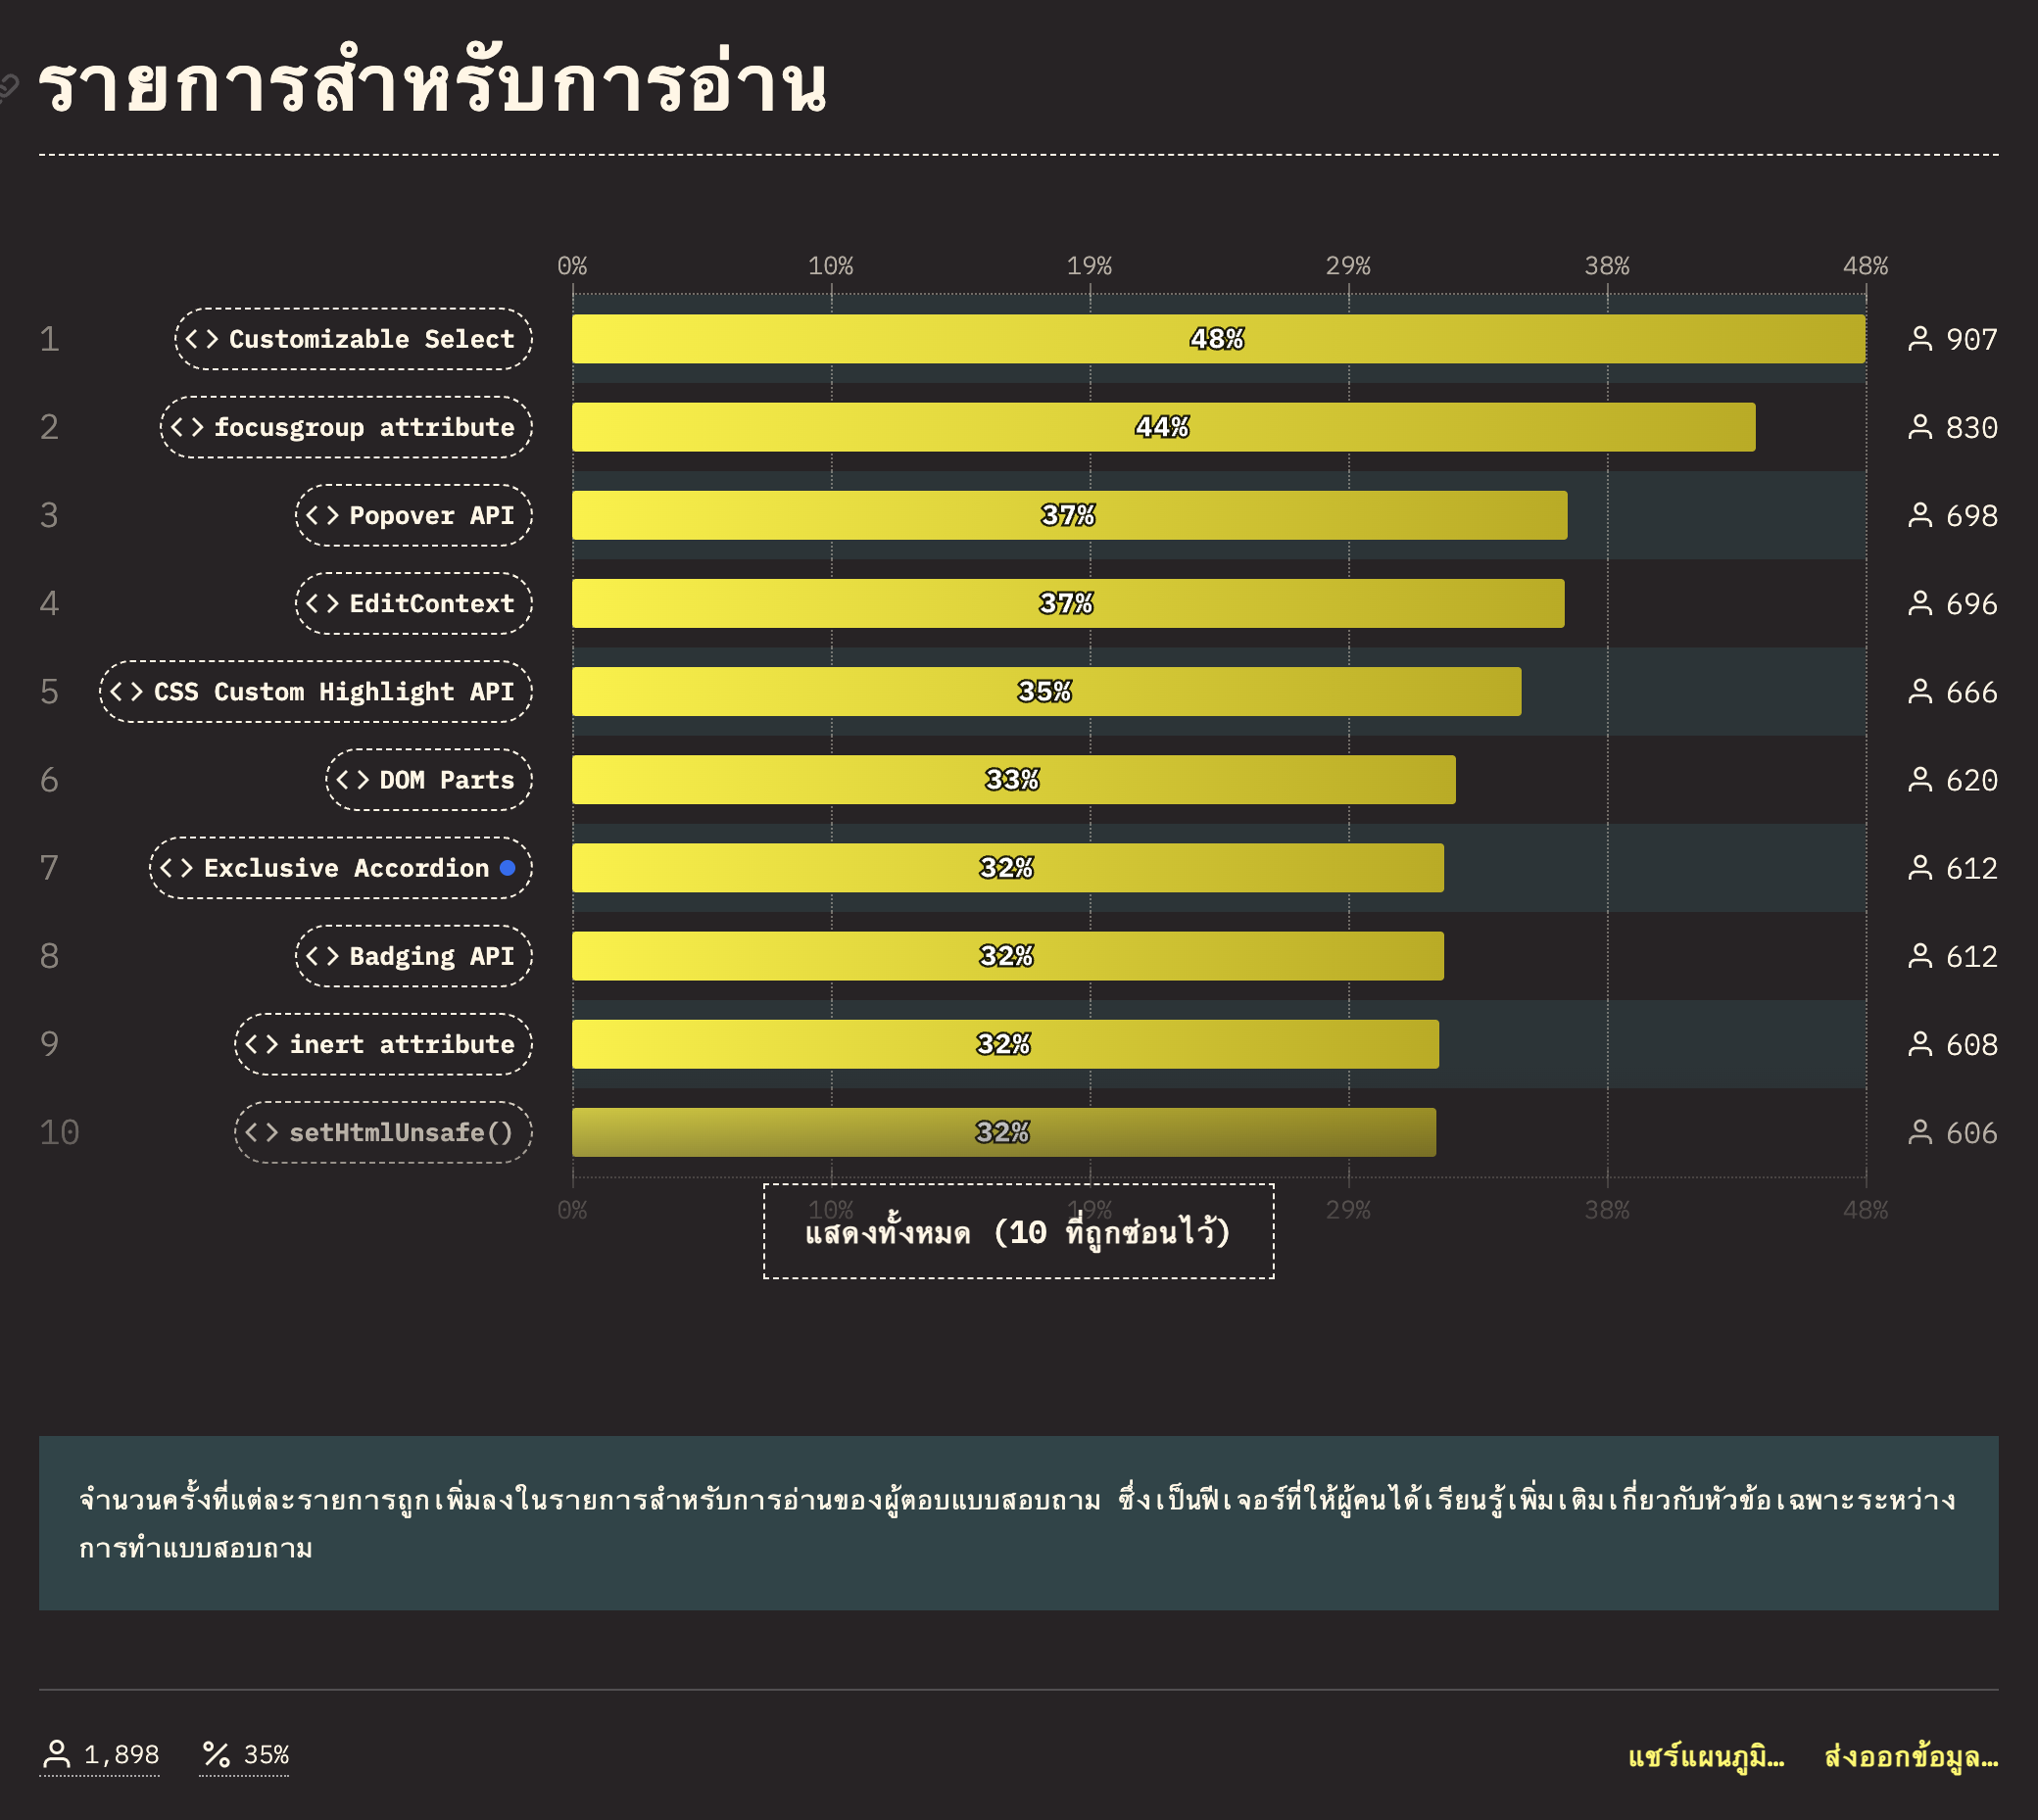 รายการสำหรับการอ่าน
0% 10% 19% 29% 38% 48%
1 <> Customizable Select 48% 907
2 <> focusgroup attribute 44% 830
3 <> Popover API 37% 698
4 <> EditContext 37% 696
5 <> CSS Custom Highlight API 35% 666
6 <> DOM Parts 33% 620
7 <> Exclusive Accordion 32% 612
8 <> Badging API 32% 612
9 <> inert attribute 32% 608
10 <> setHtmlUnsafe() 32% 606
0% 10% 19% 29% 38% 48%
แสดงทั้งหมด (10 ที่ถูกซ่อนไว้)
จำนวนครั้งที่แต่ละรายการถูกเพิ่มลงในรายการสำหรับการอ่านของผู้ตอบแบบสอบถาม ซึ่งเป็นฟีเจอร์ที่ให้ผู้คนได้เรียนรู้เพิ่มเติมเกี่ยวกับหัวข้อเฉพาะระหว่าง
การทำแบบสอบถาม
1,898 % 35% แชร์แผนภูมิ… ส่งออกข้อมูล…